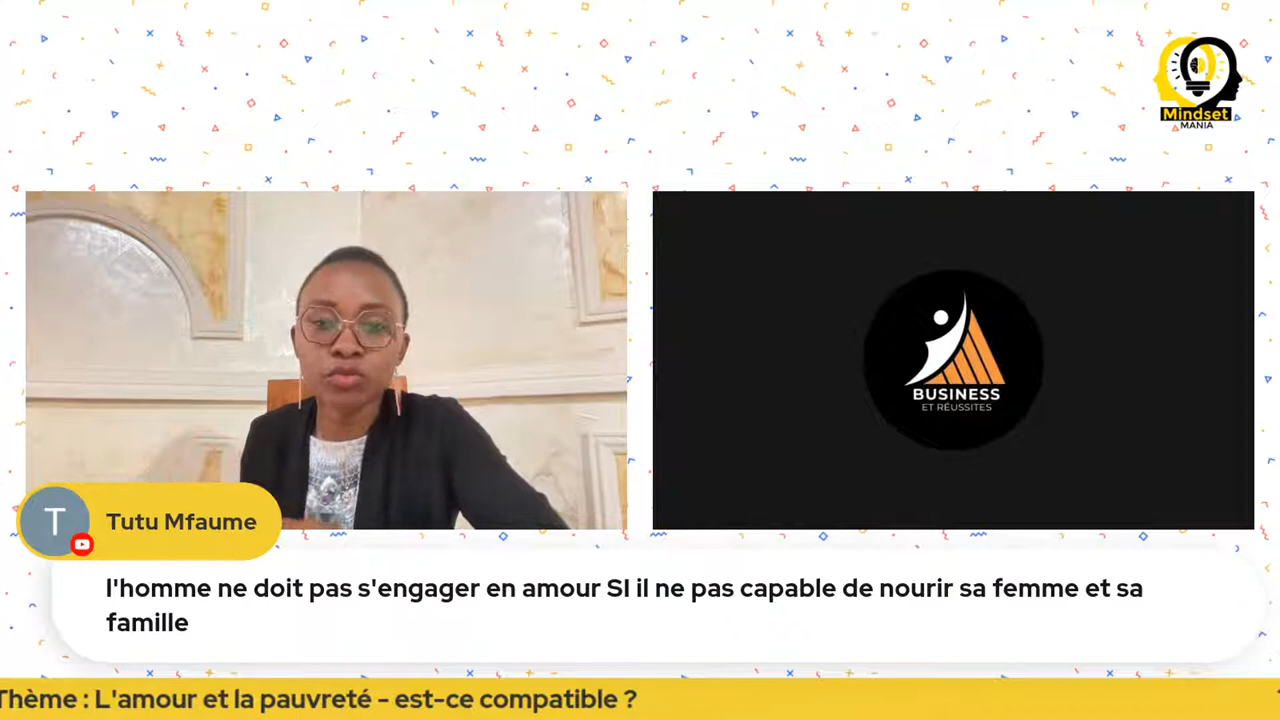 Mindset
MANIA
BUSINESS
ET RÉUSSITES
T
Tutu Mfaume
l'homme ne doit pas s'engager en amour SI il ne pas capable de nourir sa femme et sa
famille
Thème : L'amour et la pauvreté - est-ce compatible ?